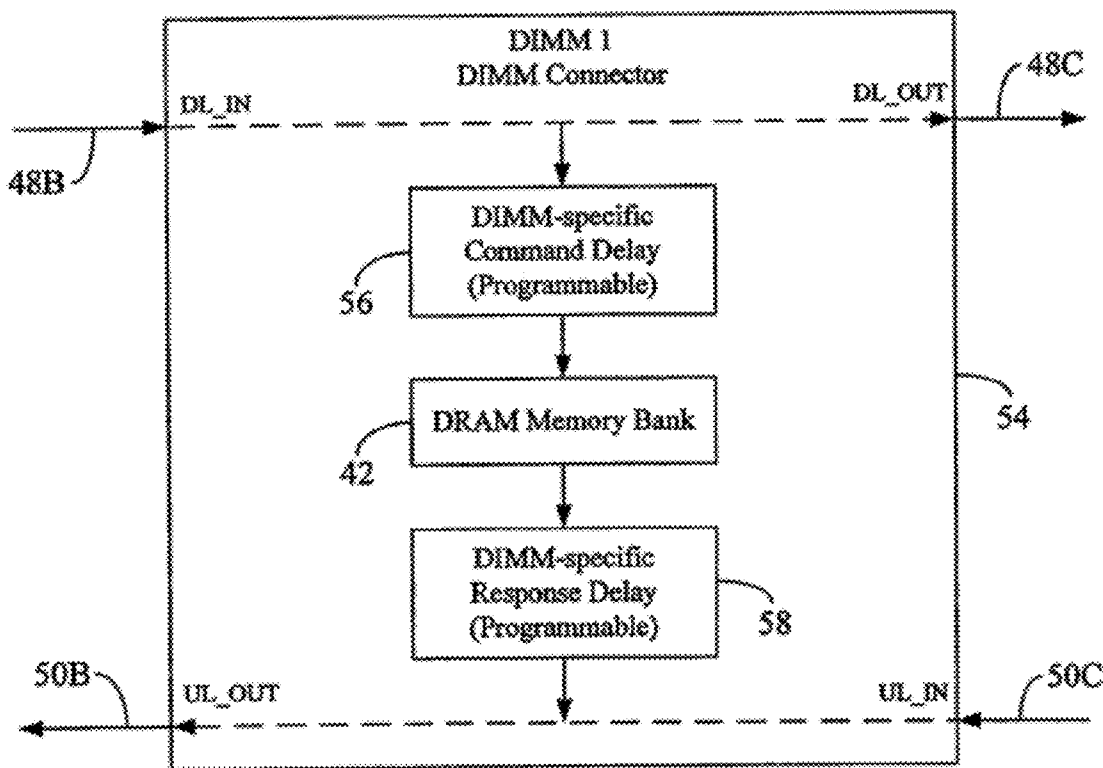 DIMM 1
DIMM Connector
48C
DL_IN
DL_OUT
48B
DIMM-specific
Command Delay
(Programmable)
56
DRAM Memory Bank
54
42
DIMM-specific
Response Delay
(Programmable)
58
50B
UL_OUT
UL_IN
50C